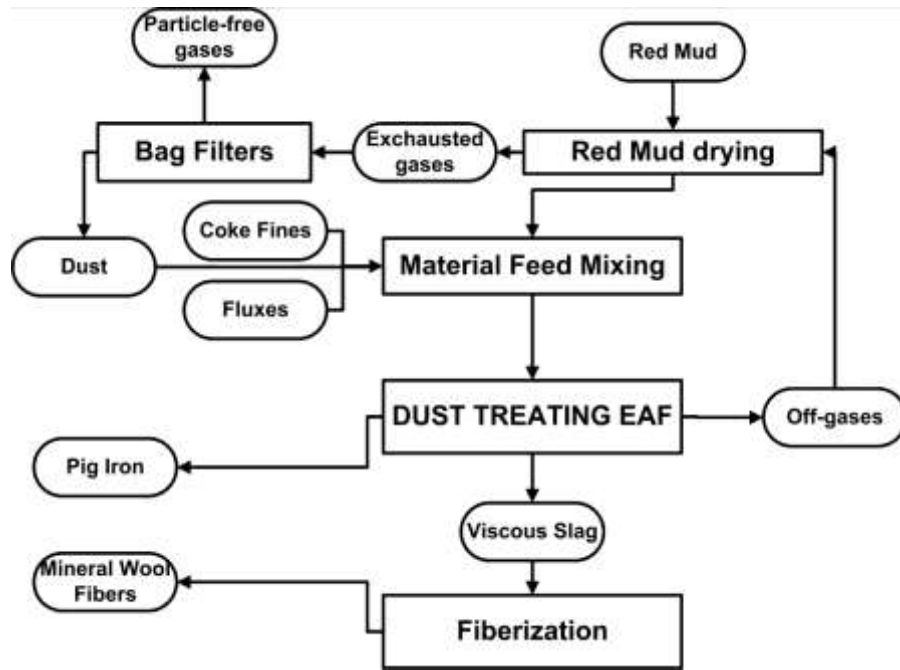 Particle-free
gases
Red Mud
Bag Filters
Exchausted
gases
Red Mud drying
Coke Fines
Dust
Material Feed Mixing
Fluxes
DUST TREATING EAF
Off-gases
Pig Iron
Viscous Slag
Mineral Wool
Fibers
Fiberization